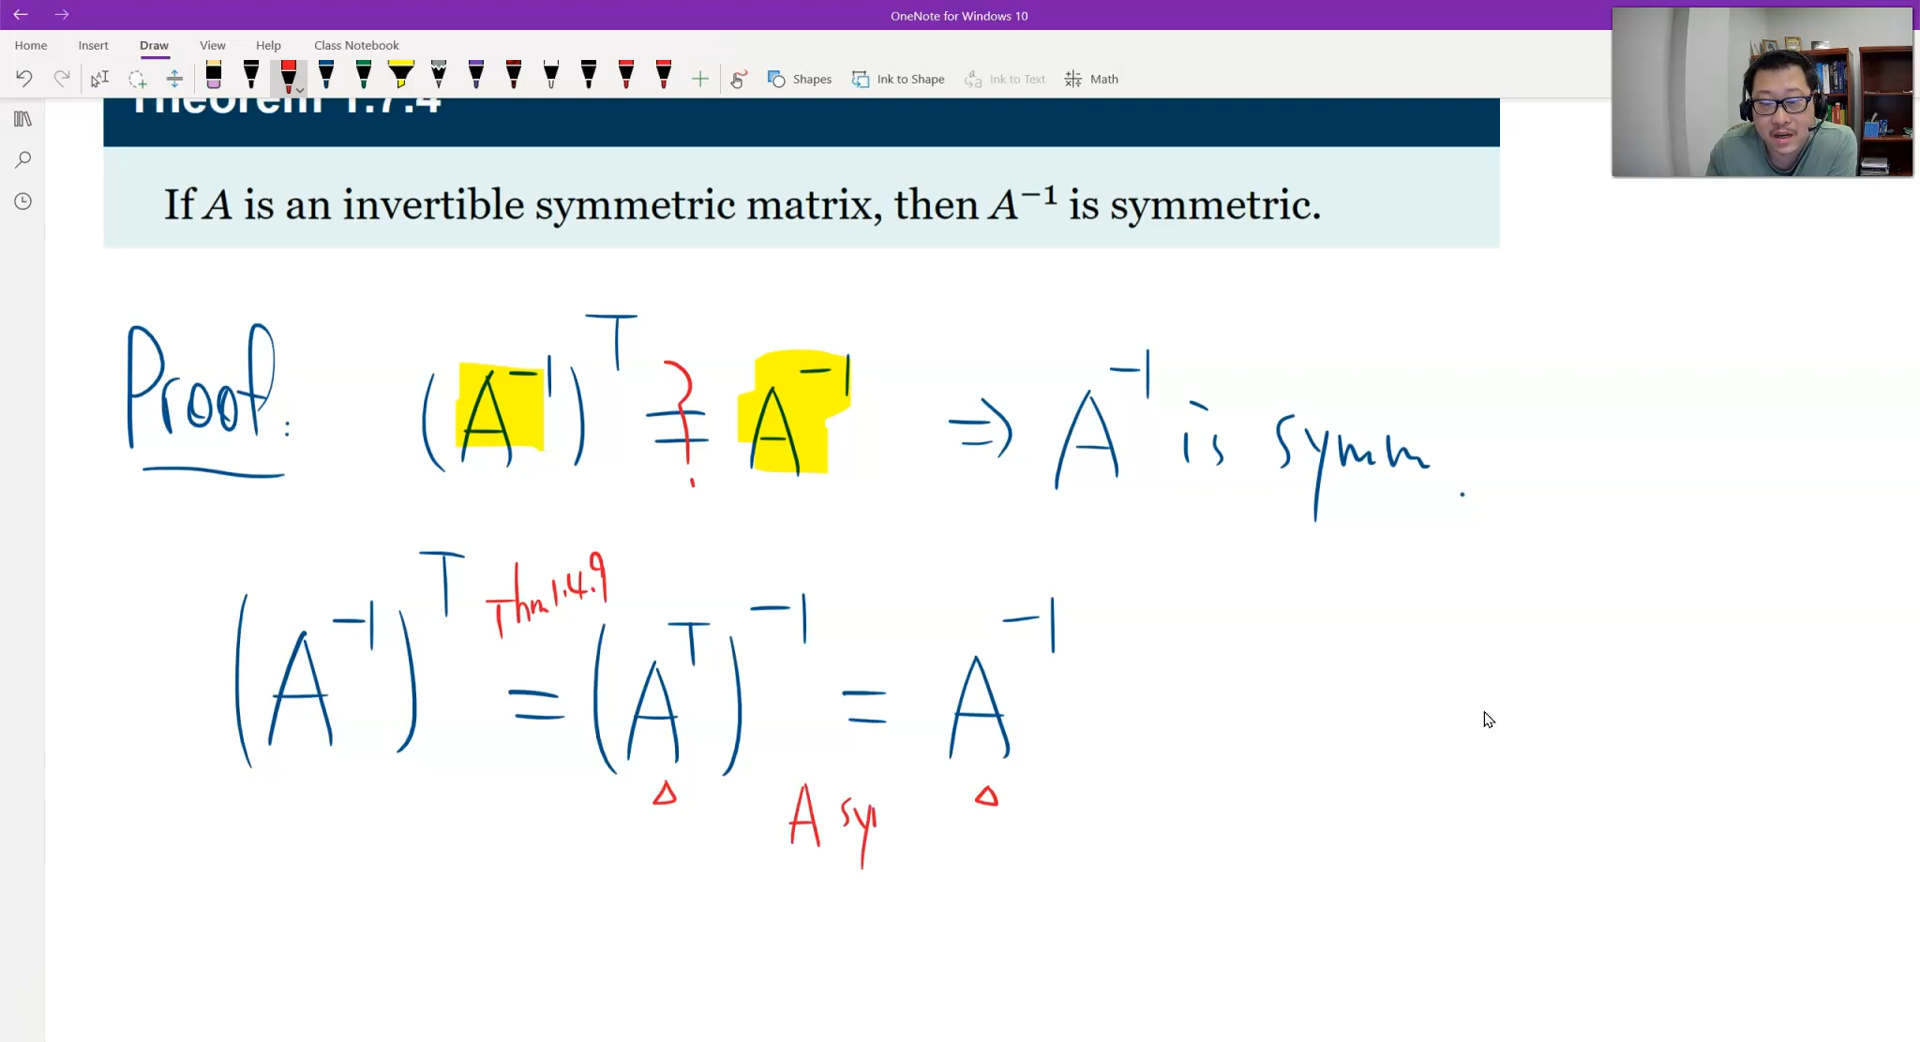 OneNote for Windows 10
Home Insert Draw View Help Class Notebook
Shapes Ink to Shape Ink to Text Math
Theorem 1.7.4
If A is an invertible symmetric matrix, then A⁻¹ is symmetric.
Proof: (A⁻¹)ᵀ =? A⁻¹ ⇒ A⁻¹ is symm.
Thm 1.4.9
(A⁻¹)ᵀ = (Aᵀ)⁻¹ = A⁻¹
A sy